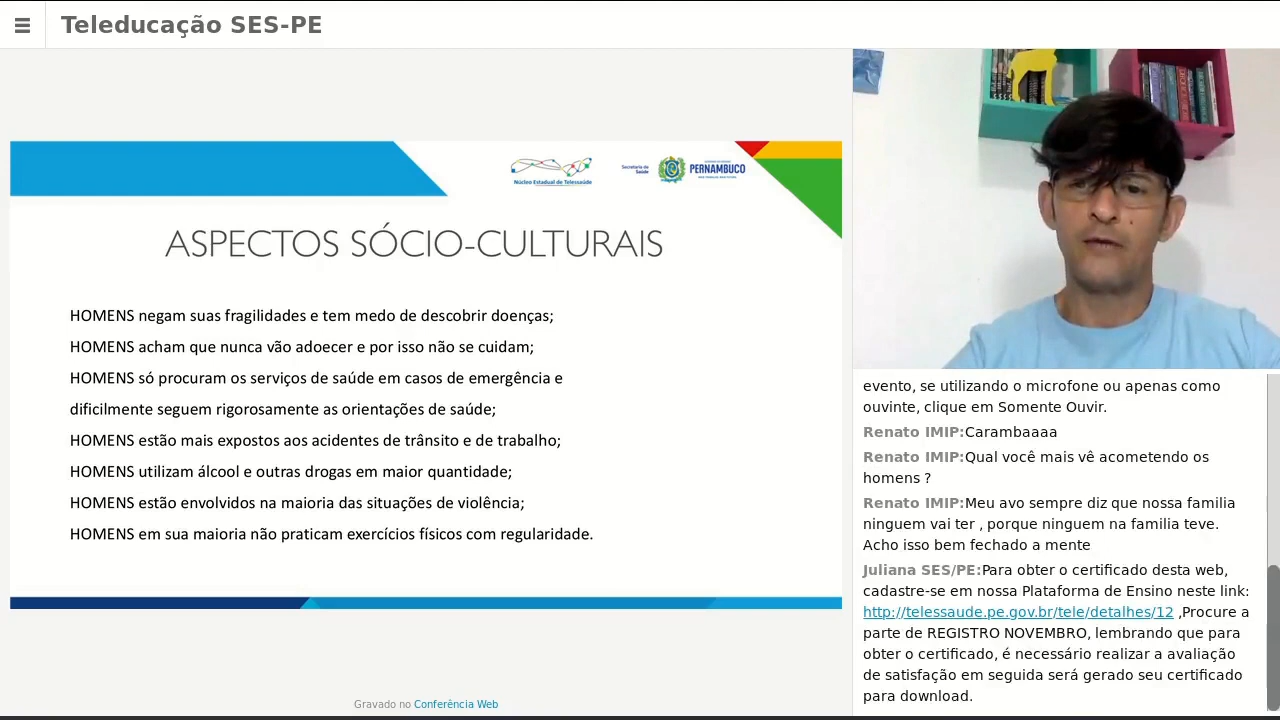 Teleducação SES-PE
Núcleo Estadual de Telessaúde
Secretaria de
Saúde
PERNAMBUCO
ASPECTOS SÓCIO-CULTURAIS
HOMENS negam suas fragilidades e tem medo de descobrir doenças;
HOMENS acham que nunca vão adoecer e por isso não se cuidam;
HOMENS só procuram os serviços de saúde em casos de emergência e
dificilmente seguem rigorosamente as orientações de saúde;
HOMENS estão mais expostos aos acidentes de trânsito e de trabalho;
HOMENS utilizam álcool e outras drogas em maior quantidade;
HOMENS estão envolvidos na maioria das situações de violência;
HOMENS em sua maioria não praticam exercícios físicos com regularidade.
Gravado no Conferência Web
evento, se utilizando o microfone ou apenas como
ouvinte, clique em Somente Ouvir.
Renato IMIP:Carambaaaa
Renato IMIP:Qual você mais vê acometendo os
homens ?
Renato IMIP:Meu avo sempre diz que nossa familia
ninguem vai ter , porque ninguem na familia teve.
Acho isso bem fechado a mente
Juliana SES/PE:Para obter o certificado desta web,
cadastre-se em nossa Plataforma de Ensino neste link:
http://telessaude.pe.gov.br/tele/detalhes/12 ,Procure a
parte de REGISTRO NOVEMBRO, lembrando que para
obter o certificado, é necessário realizar a avaliação
de satisfação em seguida será gerado seu certificado
para download.